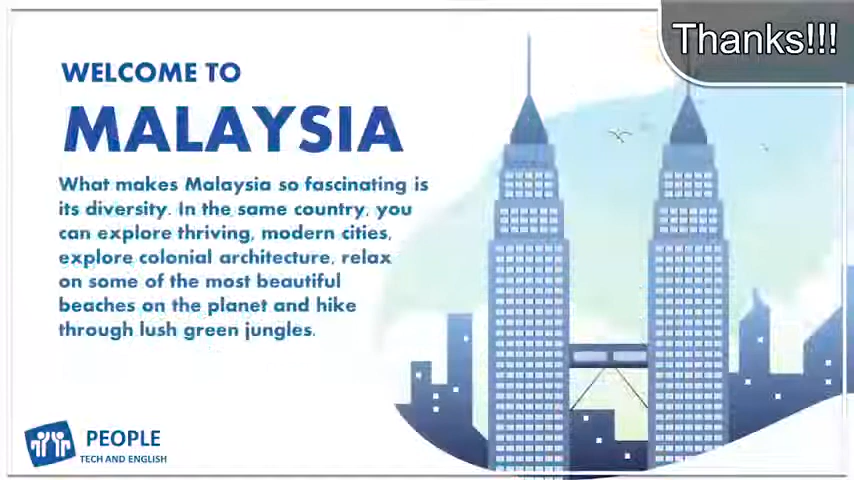 Thanks!!!
WELCOME TO
MALAYSIA
What makes Malaysia so fascinating is
its diversity. In the same country, you
can explore thriving, modern cities,
explore colonial architecture, relax
on some of the most beautiful
beaches on the planet and hike
through lush green jungles.
PEOPLE
TECH AND ENGLISH